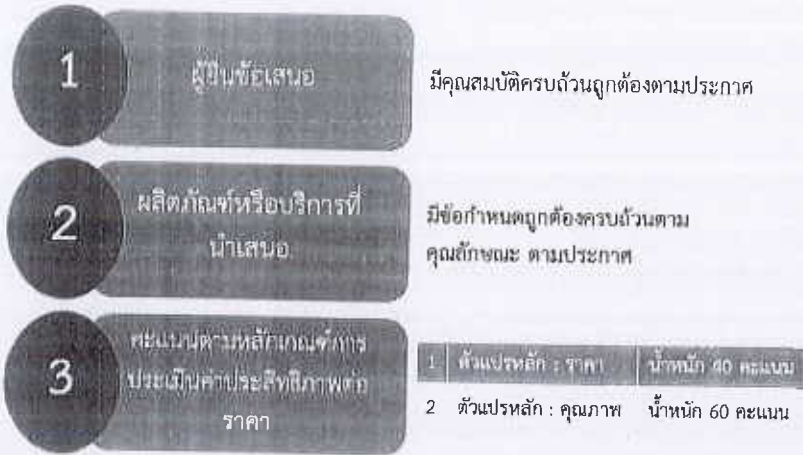 1
ผู้ยื่นข้อเสนอ
มีคุณสมบัติครบถ้วนถูกต้องตามประกาศ
2
ผลิตภัณฑ์หรือบริการที่
นำเสนอ
มีข้อกำหนดถูกต้องครบถ้วนตาม
คุณลักษณะ ตามประกาศ
3
คะแนนตามหลักเกณฑ์การ
ประเมินค่าประสิทธิภาพต่อ
ราคา
1 ตัวแปรหลัก : ราคา น้ำหนัก 40 คะแนน
2 ตัวแปรหลัก : คุณภาพ น้ำหนัก 60 คะแนน